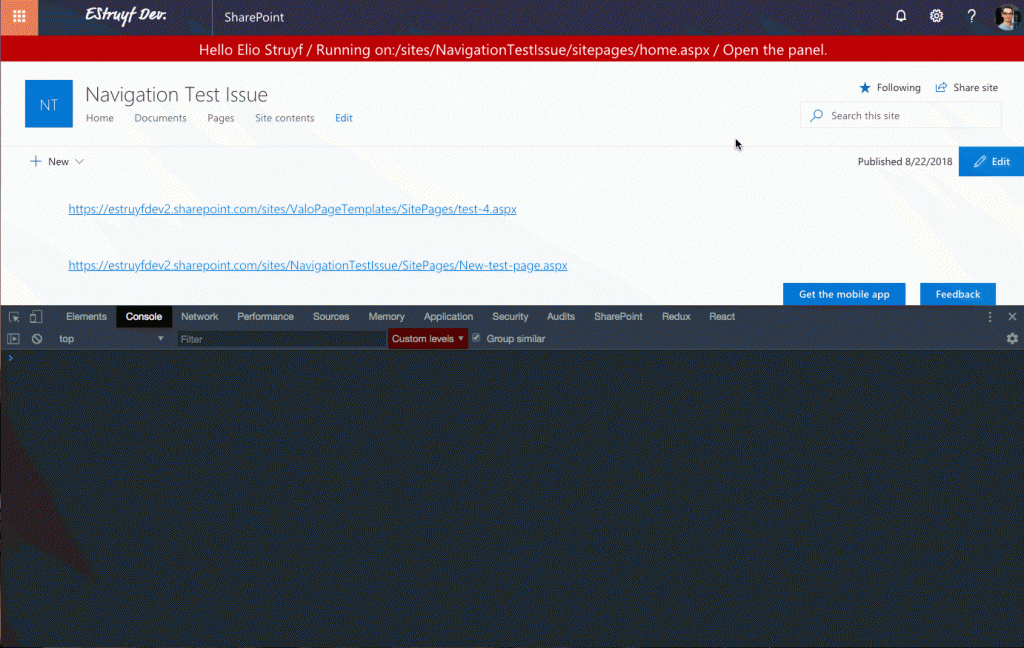 EStruyf Dev. SharePoint ?
Hello Elio Struyf / Running on:/sites/NavigationTestIssue/sitepages/home.aspx / Open the panel.
NT
Navigation Test Issue
Following Share site
Home Documents Pages Site contents Edit
Search this site
New
Published 8/22/2018 Edit
https://estruyfdev2.sharepoint.com/sites/ValoPageTemplates/SitePages/test-4.aspx
https://estruyfdev2.sharepoint.com/sites/NavigationTestIssue/SitePages/New-test-page.aspx
Get the mobile app Feedback
Elements Console Network Performance Sources Memory Application Security Audits SharePoint Redux React
top Filter Custom levels Group similar